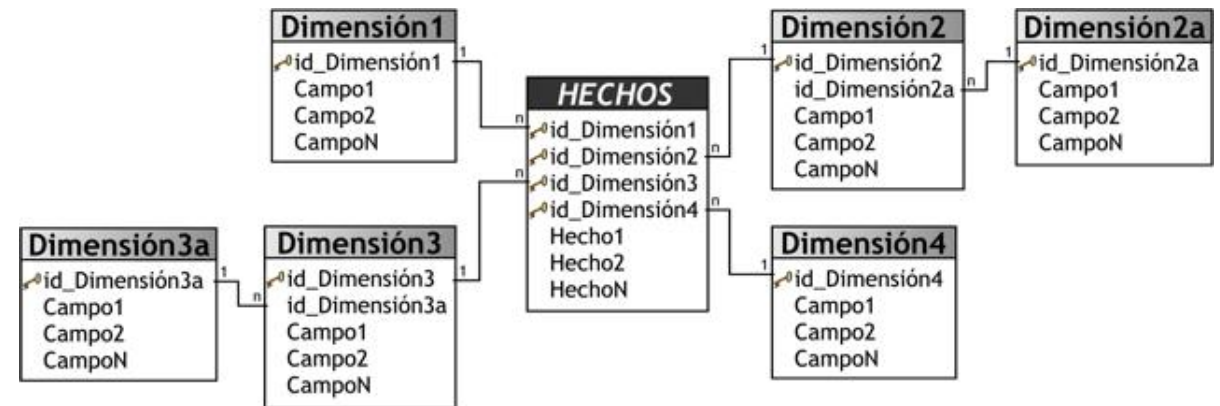 Dimensión1
id_Dimensión1
Campo1
Campo2
CampoN
1
n
HECHOS
id_Dimensión1
id_Dimensión2
id_Dimensión3
id_Dimensión4
Hecho1
Hecho2
HechoN
n
n
n
Dimensión2
id_Dimensión2
id_Dimensión2a
Campo1
Campo2
CampoN
1
n
Dimensión2a
id_Dimensión2a
Campo1
Campo2
CampoN
1
Dimensión3a
id_Dimensión3a
Campo1
Campo2
CampoN
1
n
Dimensión3
id_Dimensión3
id_Dimensión3a
Campo1
Campo2
CampoN
1
Dimensión4
id_Dimensión4
Campo1
Campo2
CampoN
1